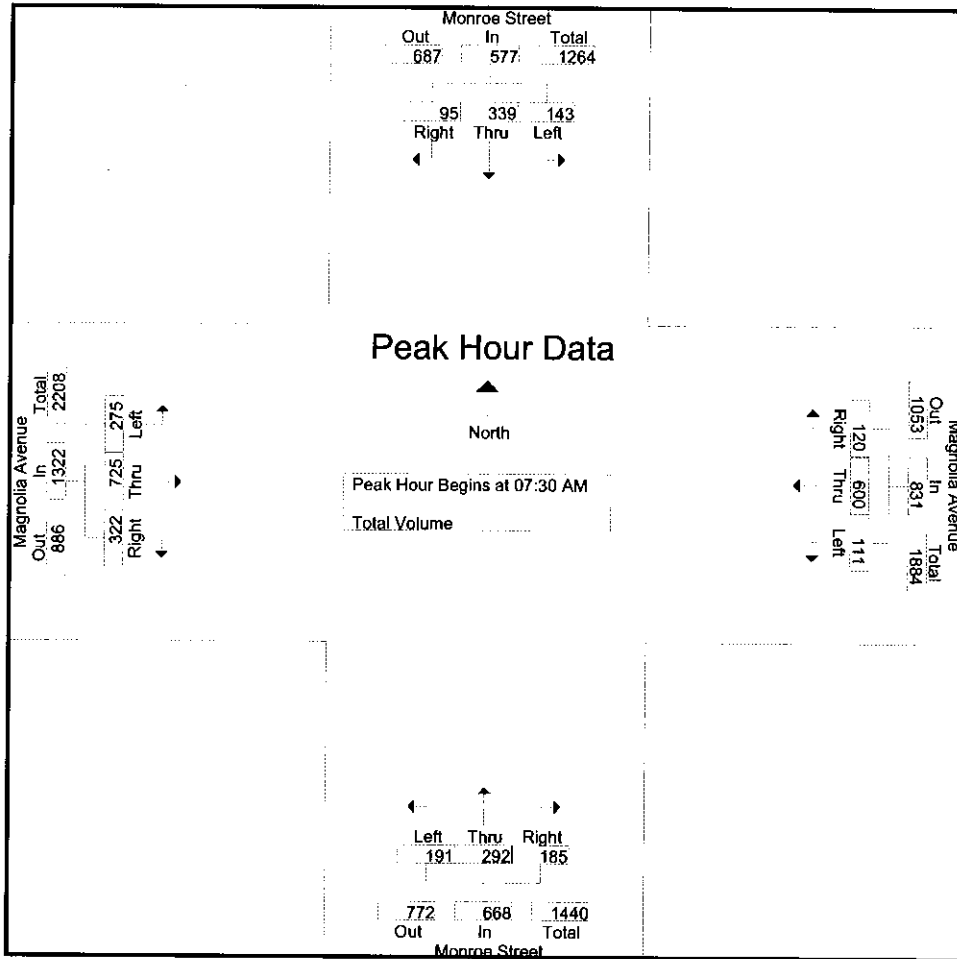 Monroe Street
Out In Total
687 577 1264
95 339 143
Right Thru Left
Peak Hour Data
North
Peak Hour Begins at 07:30 AM
Total Volume
Magnolia Avenue
Out In Total
886 1322 2208
322 725 275
Right Thru Left
Magnolia Avenue
Out In Total
1053 831 1884
120 600 111
Right Thru Left
Left Thru Right
191 292 185
772 668 1440
Out In Total
Monroe Street